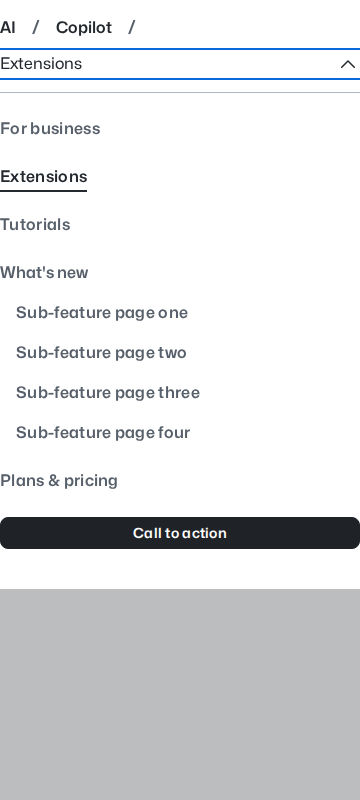 AI / Copilot /
Extensions
For business
Extensions
Tutorials
What's new
Sub-feature page one
Sub-feature page two
Sub-feature page three
Sub-feature page four
Plans & pricing
Call to action